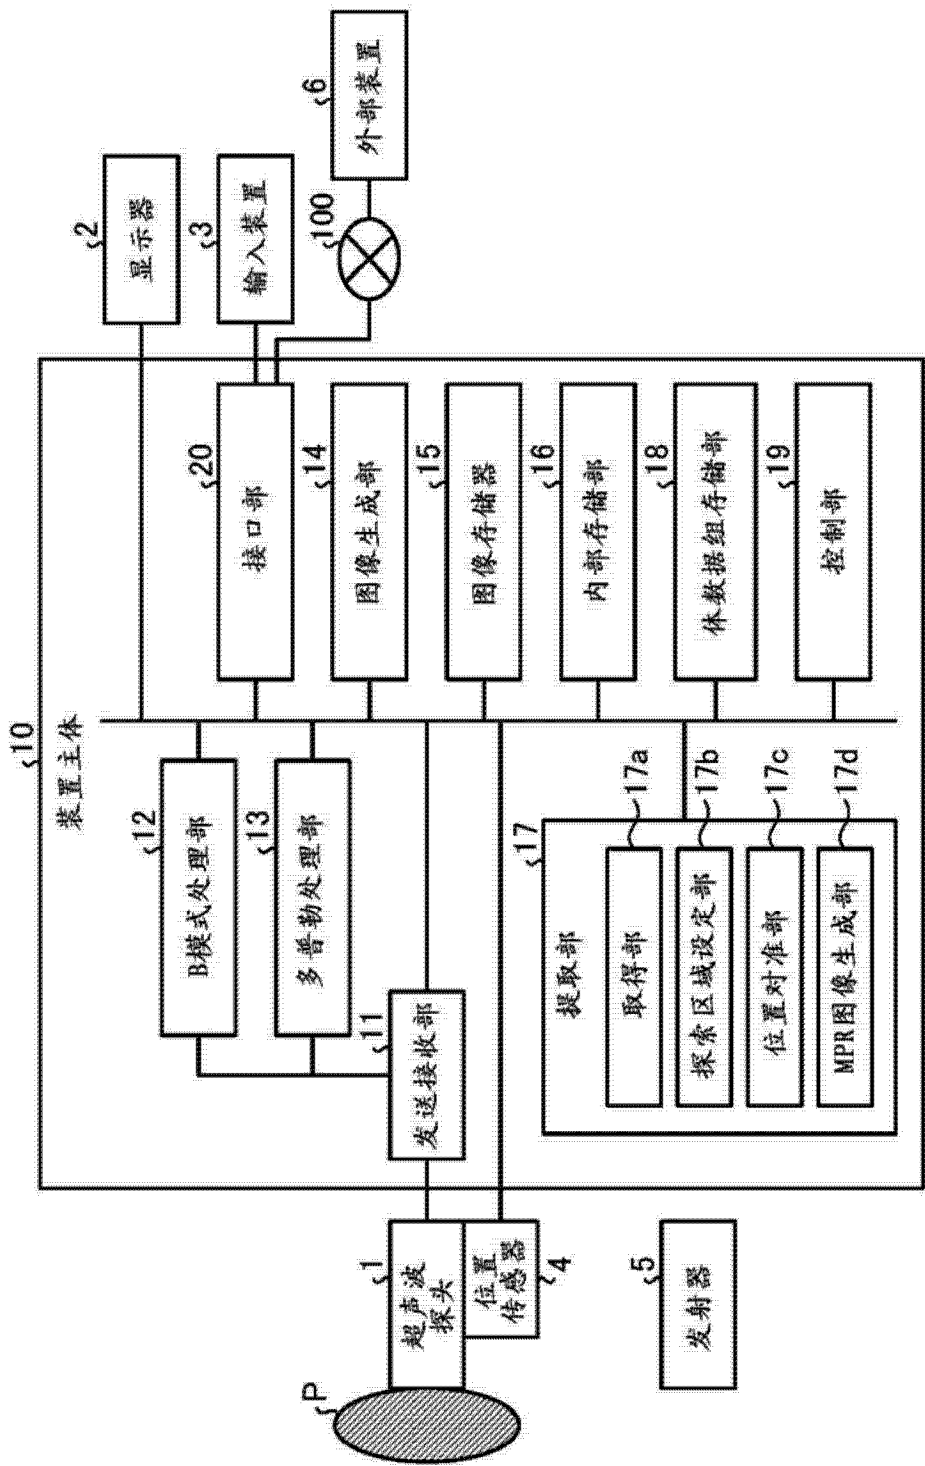 P
1
超声波
探头
位置
传感器
4
5
发射器
10
装置主体
11
发送接收部
12
B模式处理部
13
多普勒处理部
17
提取部
取得部
17a
探索区域设定部
17b
位置对准部
17c
MPR图像生成部
17d
20
接口部
14
图像生成部
15
图像存储器
16
内部存储部
18
体数据组存储部
19
控制部
2
显示器
3
输入装置
100
6
外部装置